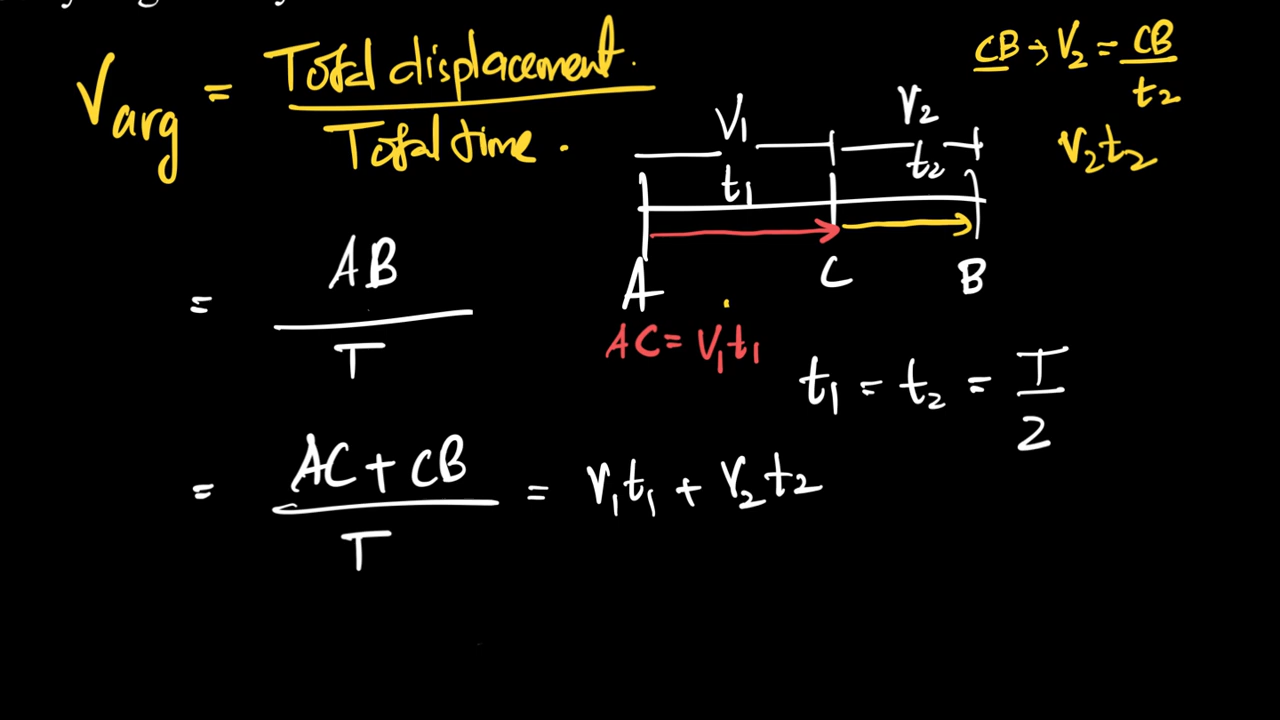 V arg = Total displacement. / Total time.
CB → V₂ = CB / t₂
V₂t₂
V₁ V₂
t₁ t₂
A C B
AC = V₁t₁
= AB / T
t₁ = t₂ = T / 2
= AC + CB / T = V₁t₁ + V₂t₂